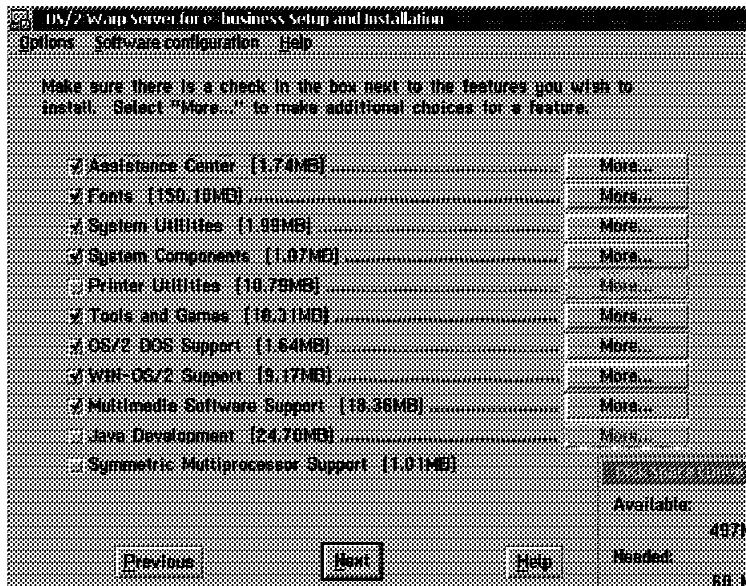 OS/2 Warp Server for e-business Setup and Installation
Options Software configuration Help
Make sure there is a check in the box next to the features you wish to
install. Select "More..." to make additional choices for a feature.
Assistance Center (1.74MB) More...
Fonts (150.19MB) More...
System Utilities (1.99MB) More...
System Components (1.07MB) More...
Printer Utilities (10.79MB) More...
Tools and Games (16.31MB) More...
OS/2 DOS Support (1.64MB) More...
WIN-OS/2 Support (9.17MB) More...
Multimedia Software Support (19.36MB) More...
Java Development (24.70MB) More...
Symmetric Multiprocessor Support (1.01MB)
Available:
497
Needed:
Previous Next Help